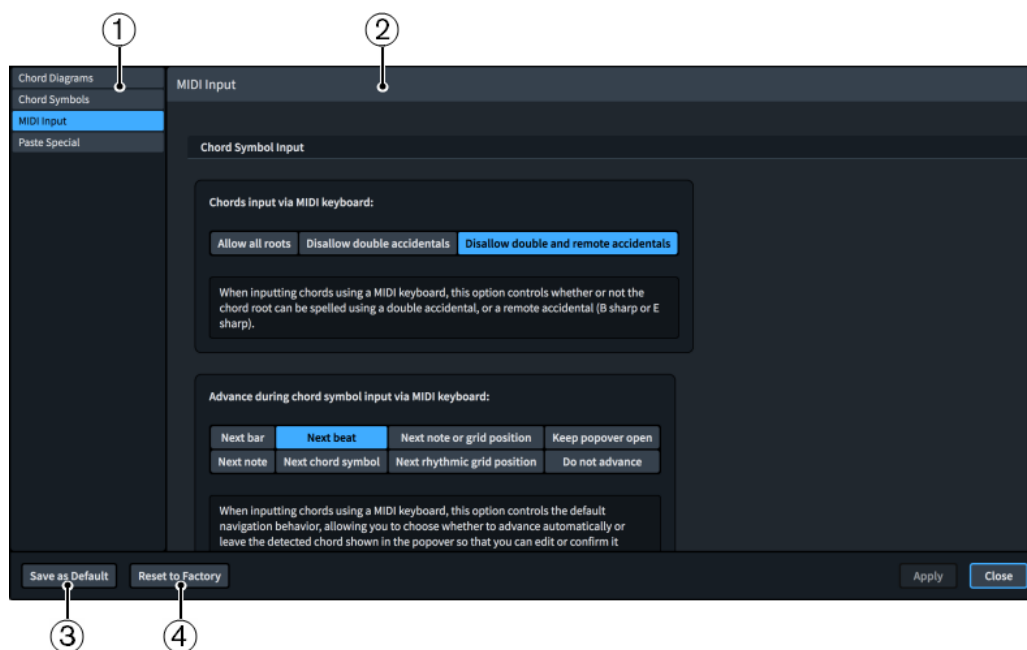 ① ②
Chord Diagrams
Chord Symbols
MIDI Input
Paste Special
MIDI Input
Chord Symbol Input
Chords input via MIDI keyboard:
Allow all roots Disallow double accidentals Disallow double and remote accidentals
When inputting chords using a MIDI keyboard, this option controls whether or not the
chord root can be spelled using a double accidental, or a remote accidental (B sharp or E
sharp).
Advance during chord symbol input via MIDI keyboard:
Next bar Next beat Next note or grid position Keep popover open
Next note Next chord symbol Next rhythmic grid position Do not advance
When inputting chords using a MIDI keyboard, this option controls the default
navigation behavior, allowing you to choose whether to advance automatically or
leave the detected chord shown in the popover so that you can edit or confirm it
Save as Default Reset to Factory Apply Close
③ ④